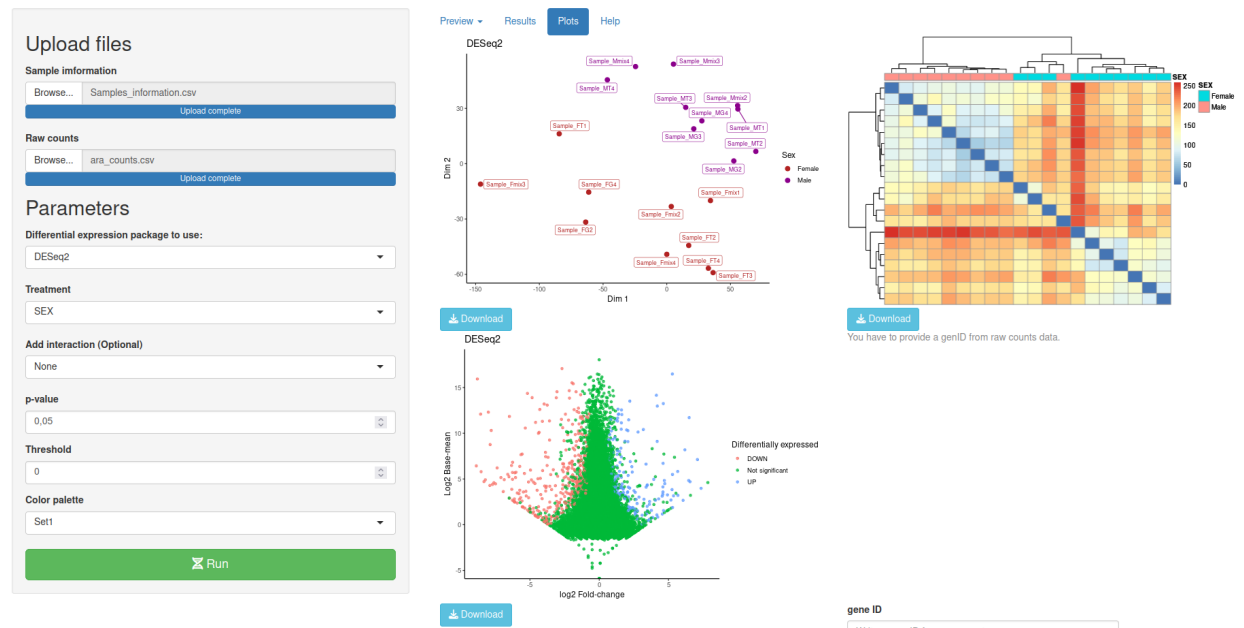 Upload files
Sample imformation
Browse... Samples_information.csv
Upload complete
Raw counts
Browse... ara_counts.csv
Upload complete
Parameters
Differential expression package to use:
DESeq2
Treatment
SEX
Add interaction (Optional)
None
p-value
0,05
Threshold
0
Color palette
Set1
Run
Preview Results Plots Help
DESeq2
Sample_Mmix4
Sample_Mmix3
Sample_MT4
Sample_MT3
Sample_Mmix2
Sample_MG4
Sample_FT1
Sample_MG3
Sample_MT1
Sample_MT2
Sample_MG2
Sample_Fmix3
Sample_FG4
Sample_Fmix1
Sample_Fmix2
Sample_FG2
Sample_FT2
Sample_Fmix4
Sample_FT4
Sample_FT3
30
0
-30
-60
Dim 2
-150 -100 -50 0 50
Dim 1
Sex
Female
Male
Download
DESeq2
15
10
5
0
-5
Log2 Base-mean
-5 0 5
log2 Fold-change
Differentially expressed
DOWN
Not significant
UP
Download
SEX
250
200
150
100
50
0
SEX
Female
Male
Download
You have to provide a genID from raw counts data.
gene ID